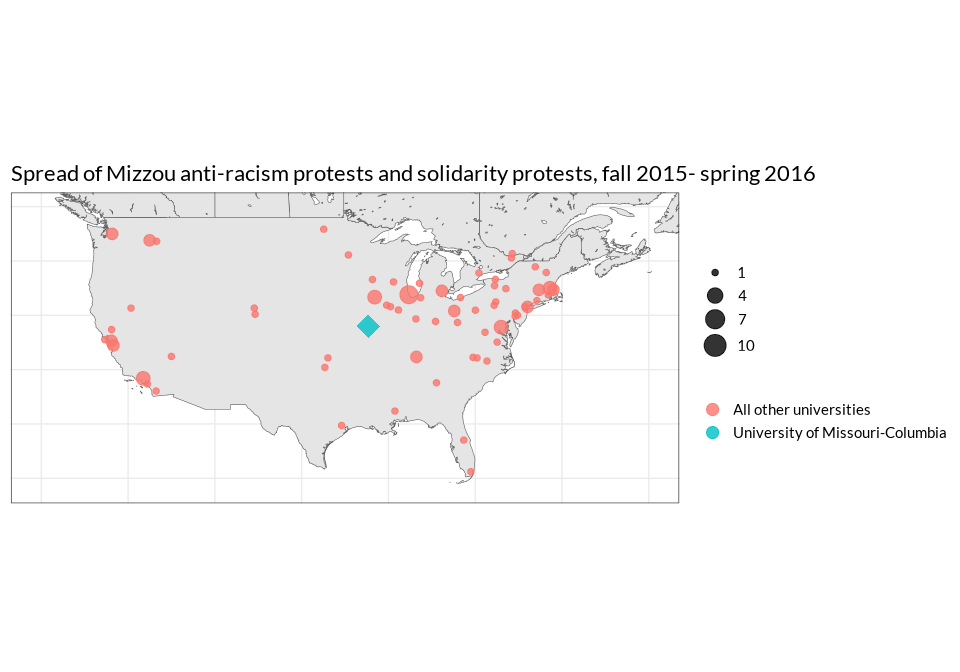 Spread of Mizzou anti-racism protests and solidarity protests, fall 2015- spring 2016
1
4
7
10
All other universities
University of Missouri-Columbia